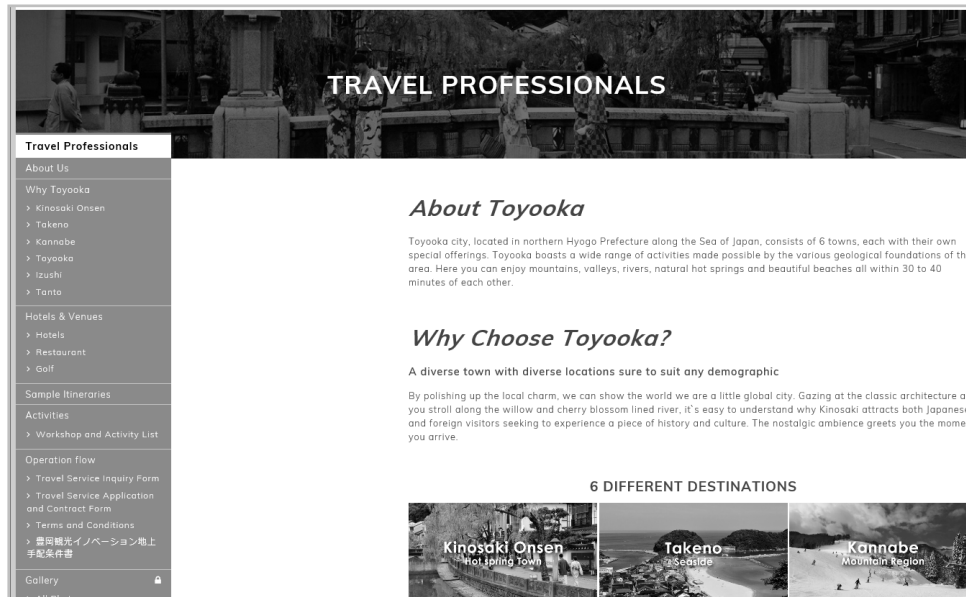 TRAVEL PROFESSIONALS
Travel Professionals
About Us
Why Toyooka
> Kinosaki Onsen
> Takeno
> Kannabe
> Toyooka
> Izushi
> Tanto
Hotels & Venues
> Hotels
> Restaurant
> Golf
Sample Itineraries
Activities
> Workshop and Activity List
Operation flow
> Travel Service Inquiry Form
> Travel Service Application
and Contract Form
> Terms and Conditions
> 豊岡観光イノベーション地上
手配条件書
Gallery
About Toyooka
Toyooka city, located in northern Hyogo Prefecture along the Sea of Japan, consists of 6 towns, each with their own
special offerings. Toyooka boasts a wide range of activities made possible by the various geological foundations of th
area. Here you can enjoy mountains, valleys, rivers, natural hot springs and beautiful beaches all within 30 to 40
minutes of each other.
Why Choose Toyooka?
A diverse town with diverse locations sure to suit any demographic
By polishing up the local charm, we can show the world we are a little global city. Gazing at the classic architecture a
you stroll along the willow and cherry blossom lined river, it`s easy to understand why Kinosaki attracts both Japanes
and foreign visitors seeking to experience a piece of history and culture. The nostalgic ambience greets you the mome
you arrive.
6 DIFFERENT DESTINATIONS
Kinosaki Onsen
Hot spring Town
Takeno
Seaside
Kannabe
Mountain Region